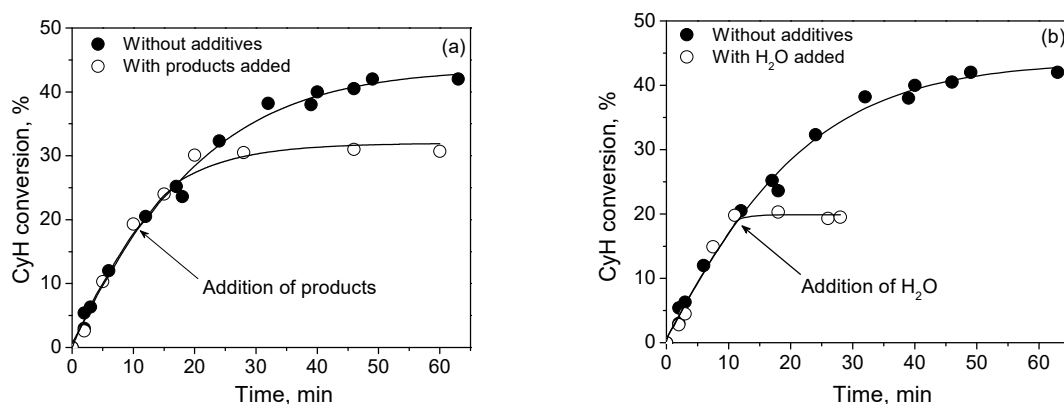 (a)
Without additives
With products added
Addition of products
CyH conversion, %
50
40
30
20
10
0
0 10 20 30 40 50 60
Time, min
(b)
Without additives
With H₂O added
Addition of H₂O
CyH conversion, %
50
40
30
20
10
0
0 10 20 30 40 50 60
Time, min